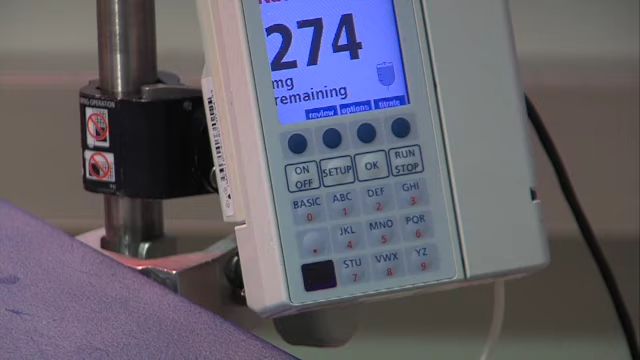 274
mg
remaining
review options titrate
ON OFF
SETUP
OK
RUN STOP
BASIC 0
ABC 1
DEF 2
GHI 3
.
JKL 4
MNO 5
PQR 6
STU 7
VWX 8
YZ 9
OPERATION